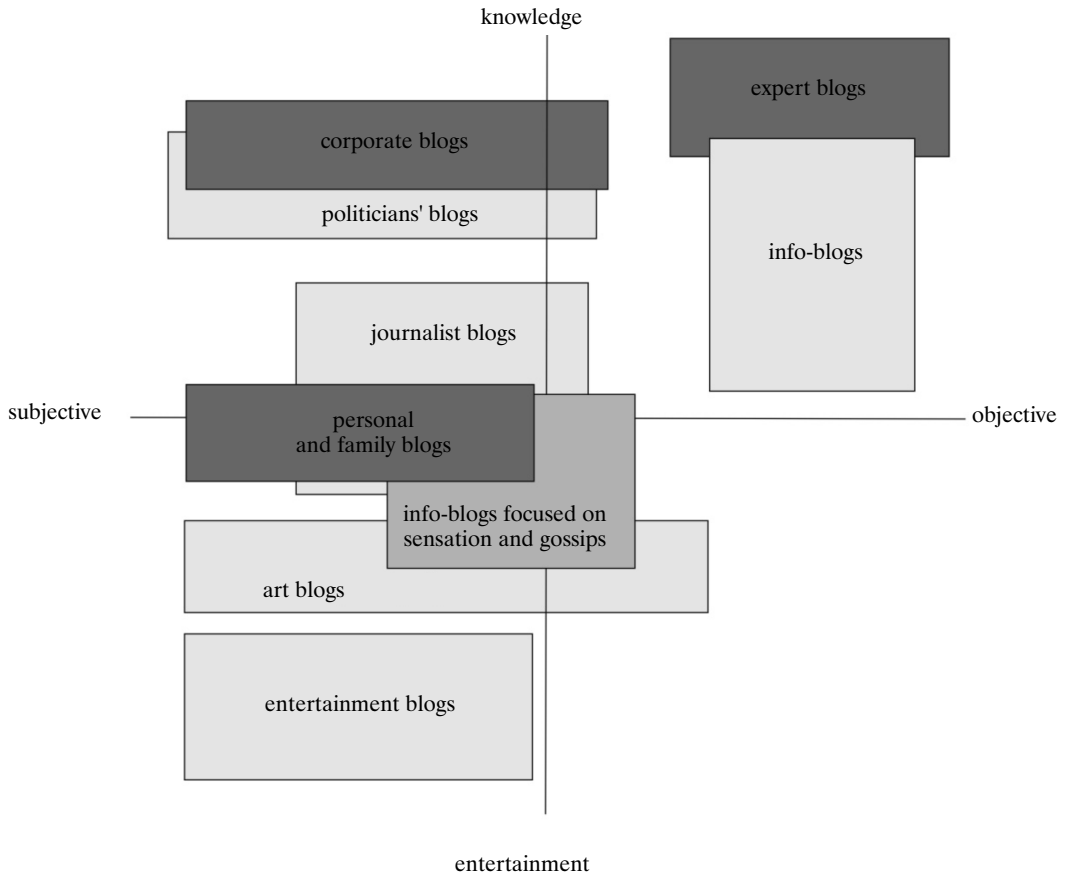 knowledge
expert blogs
corporate blogs
politicians' blogs
info-blogs
journalist blogs
subjective
objective
personal
and family blogs
info-blogs focused on
sensation and gossips
art blogs
entertainment blogs
entertainment